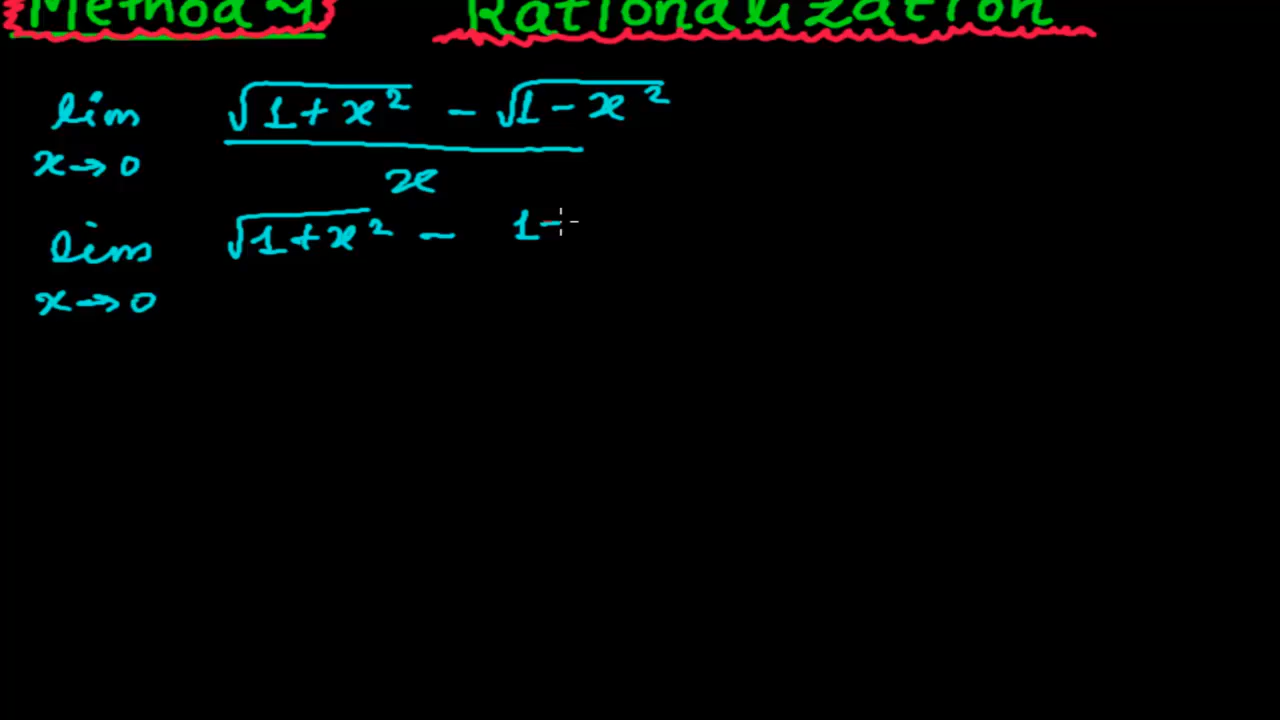 Method 4 Rationalization
lim √1+x² - √1-x²
x→0 x
lim √1+x² - 1-
x→0